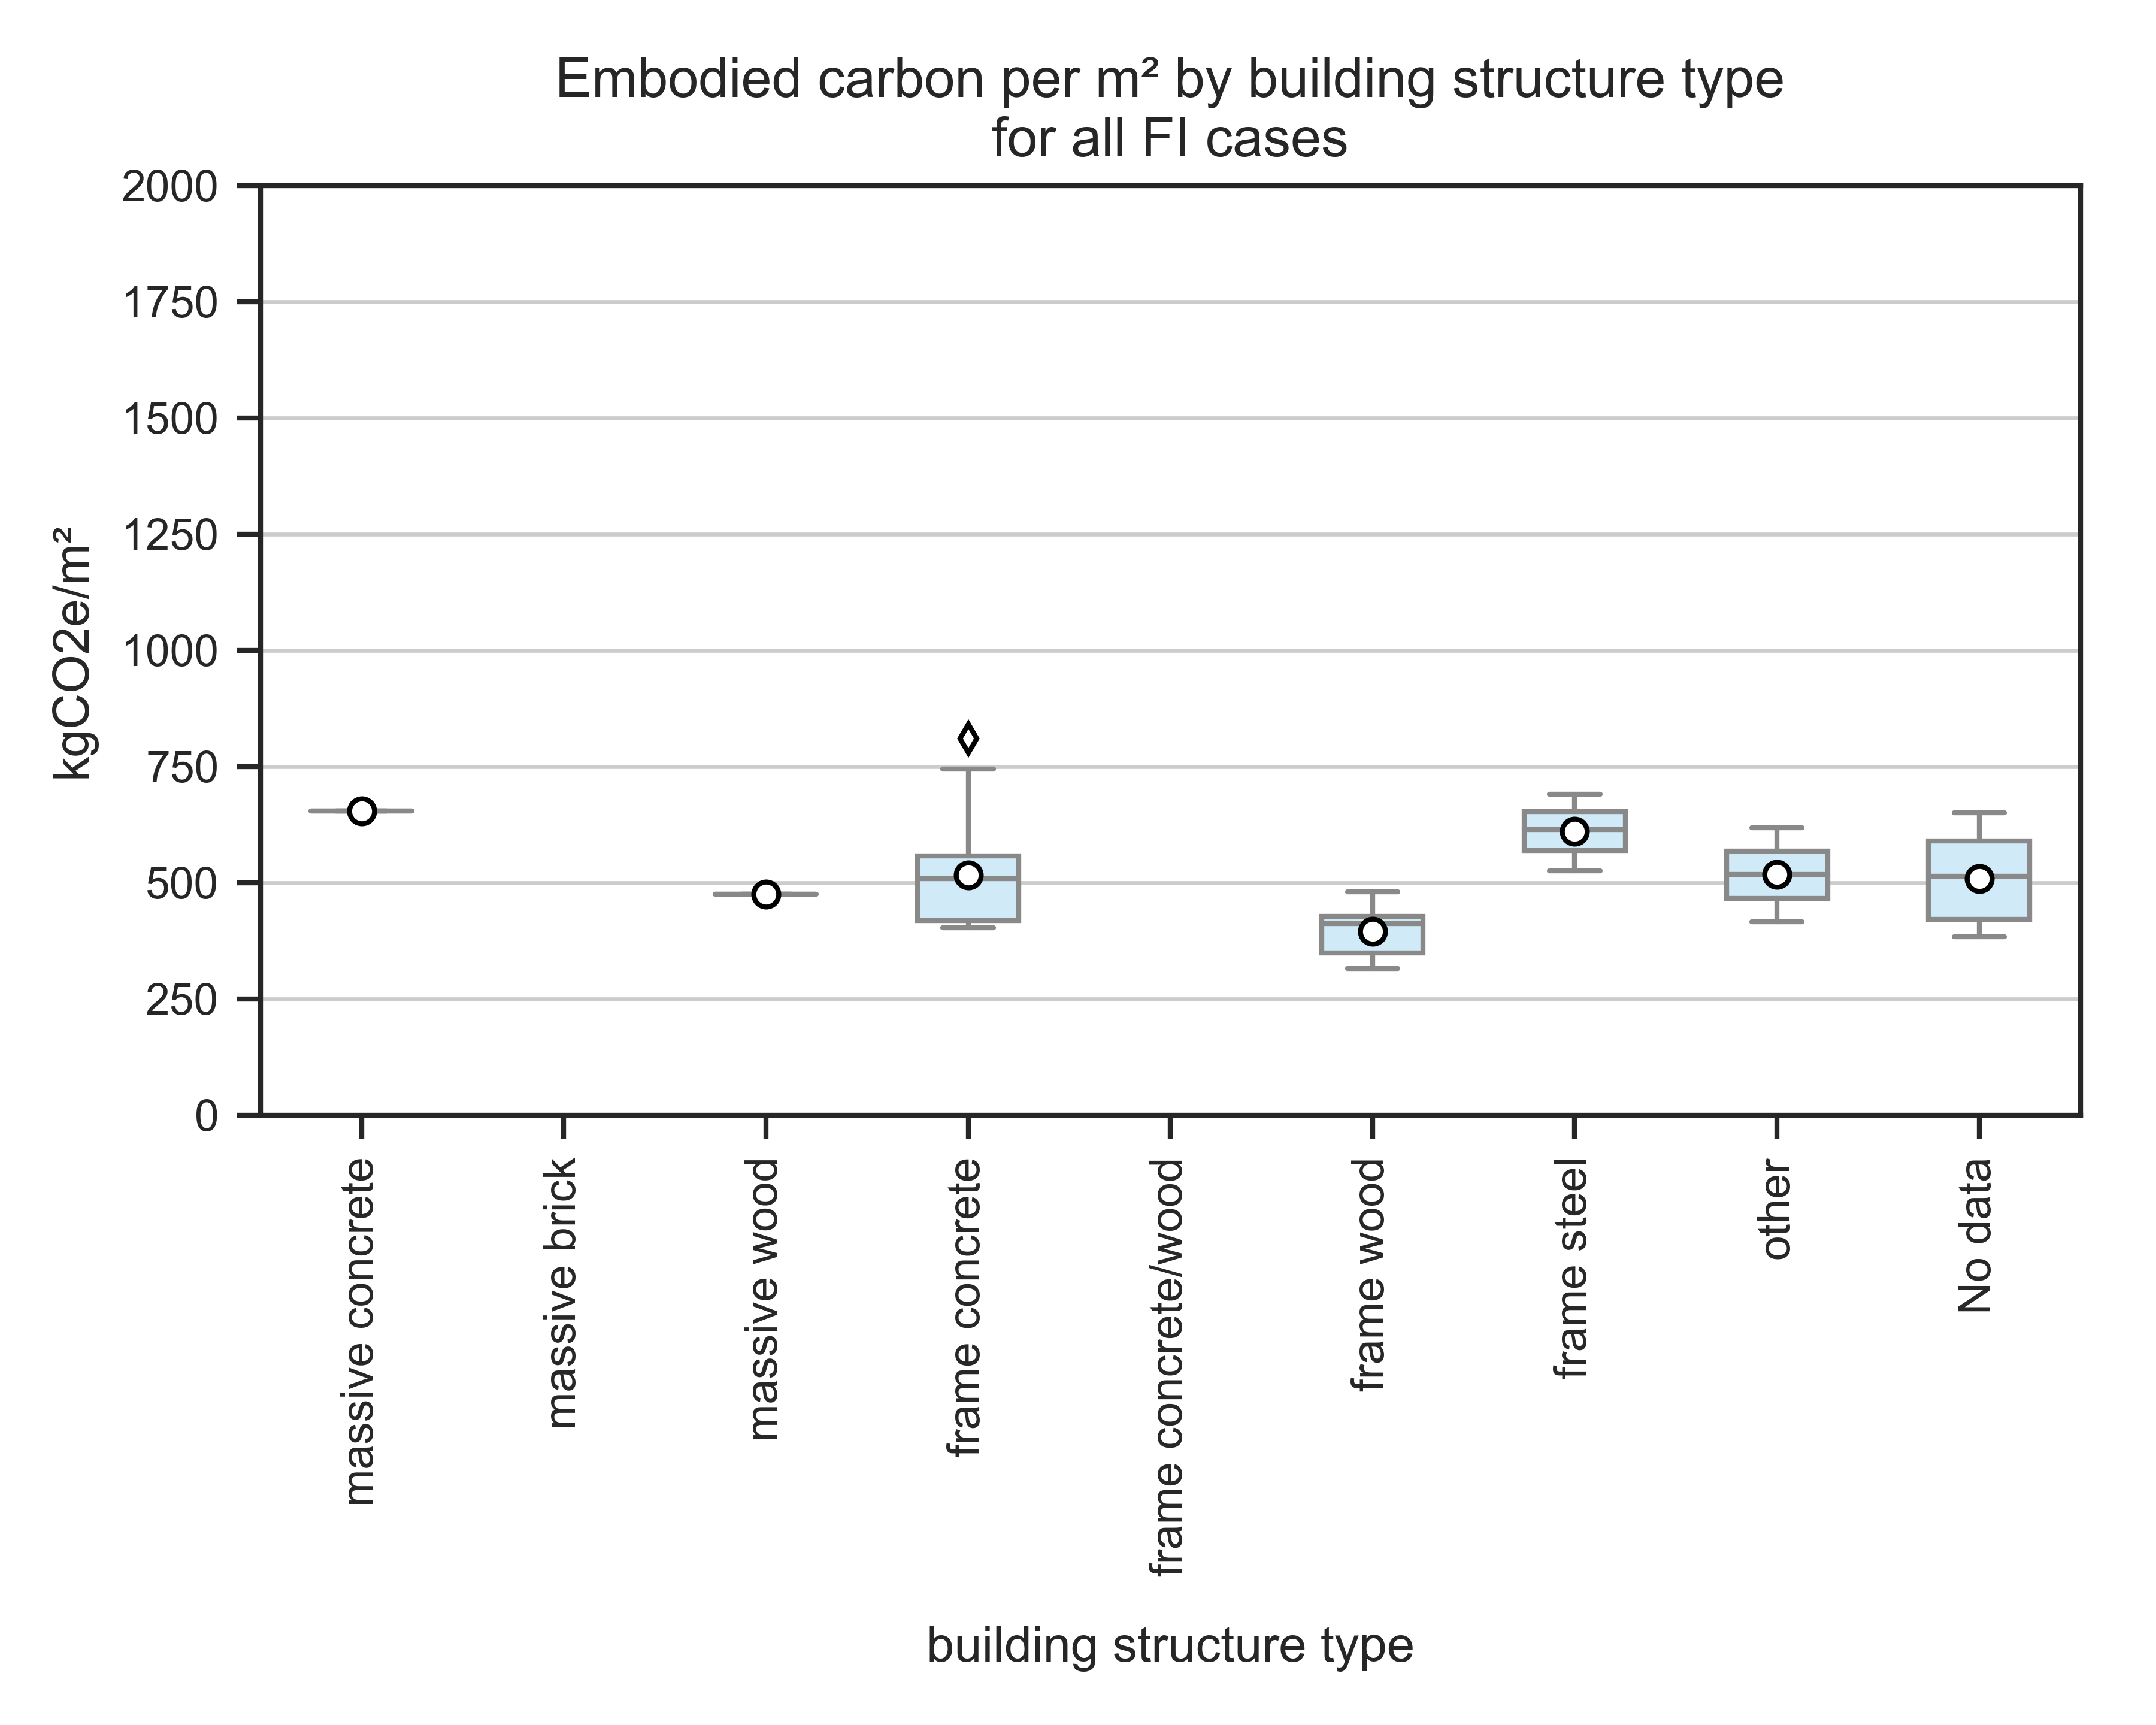 Embodied carbon per m² by building structure type
for all FI cases
2000
1750
1500
1250
1000
750
500
250
0
kgCO2e/m²
massive concrete
massive brick
massive wood
frame concrete
frame concrete/wood
frame wood
frame steel
other
No data
building structure type